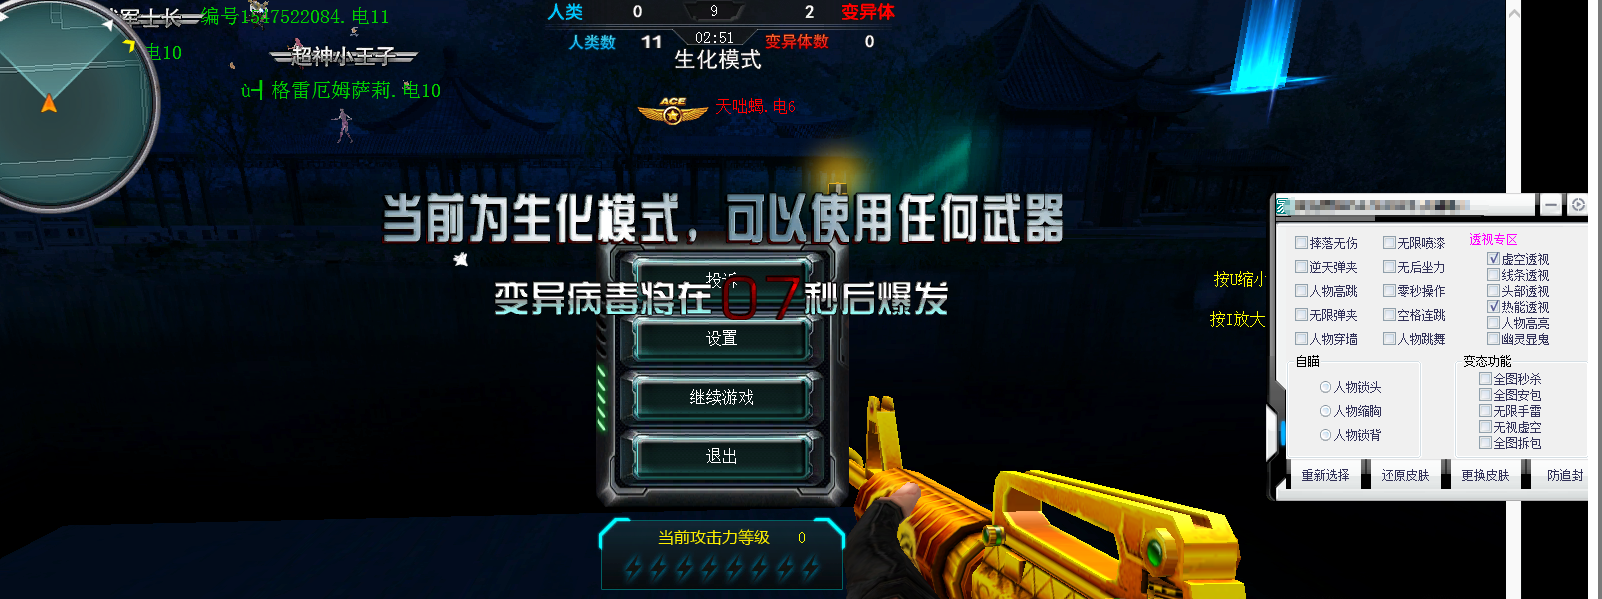 编号1547522084.电11
电10
超神小王子
格雷厄姆萨莉.电10
人类 0 9 2 变异体
人类数 11 02:51 变异体数 0
生化模式
ACE 天咄蝎.电6
当前为生化模式，可以使用任何武器
变异病毒将在07秒后爆发
设置
继续游戏
退出
当前攻击力等级 0
按U缩小
按I放大
摔落无伤 无限喷漆
逆天弹夹 无后坐力
人物高跳 零秒操作
无限弹夹 空格连跳
人物穿墙 人物跳舞
透视专区
虚空透视
线条透视
头部透视
热能透视
人物高亮
幽灵显鬼
自瞄
人物锁头
人物缩胸
人物锁背
变态功能
全图秒杀
全图安包
无限手雷
无视虚空
全图拆包
重新选择 还原皮肤 更换皮肤 防追封